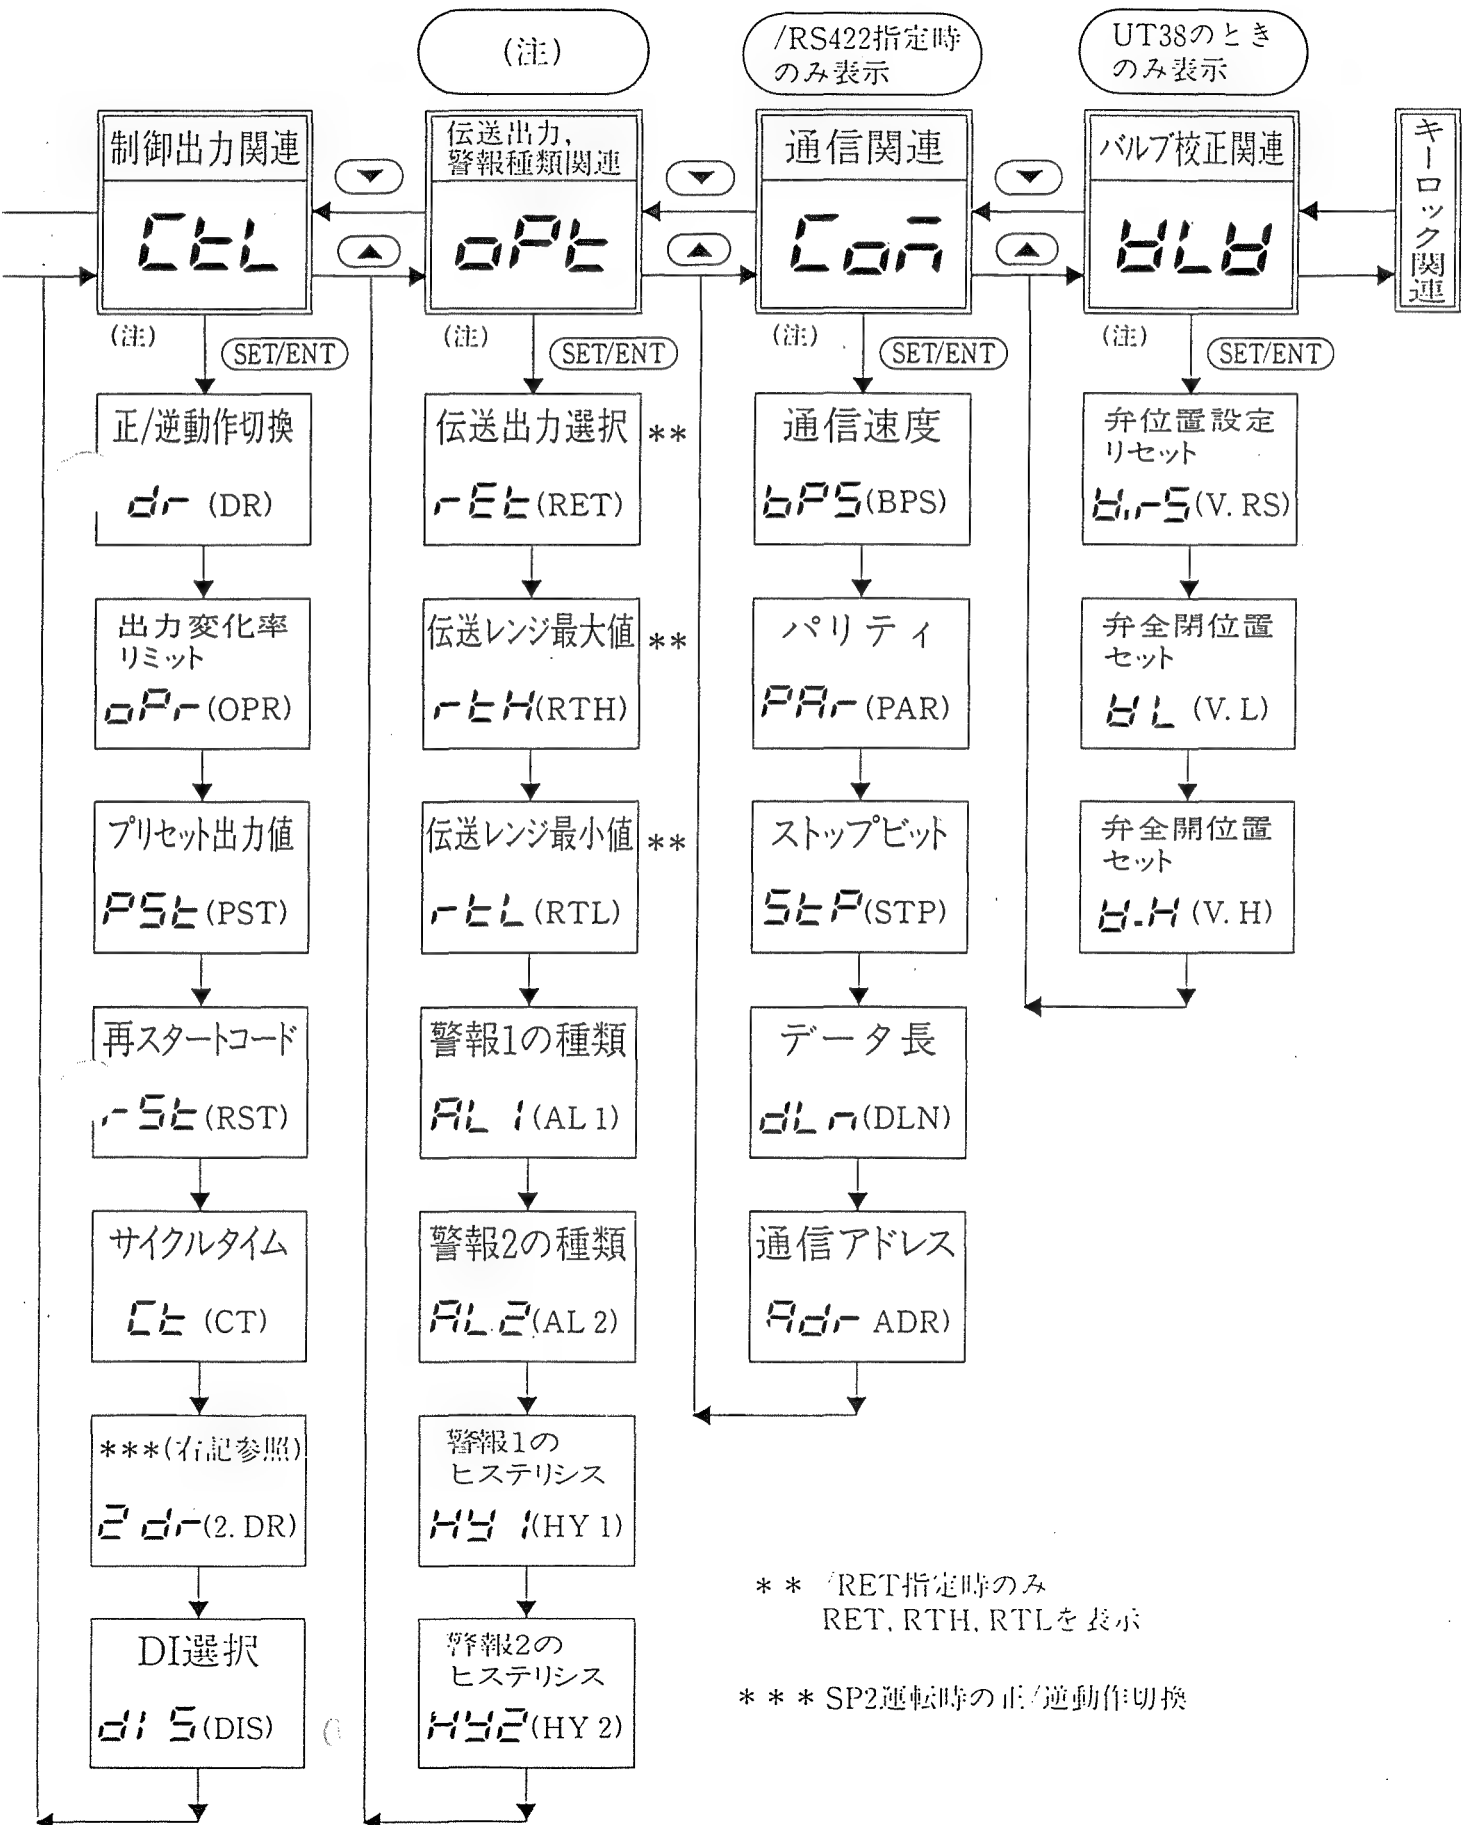 (注)
/RS422指定時
のみ表示
UT38のとき
のみ表示
制御出力関連
CtL
(注)
SET/ENT
正/逆動作切換
dr (DR)
出力変化率
リミット
oPr (OPR)
プリセット出力値
PSt (PST)
再スタートコード
rSt (RST)
サイクルタイム
Ct (CT)
***(右記参照)
2 dr (2. DR)
DI選択
dI S (DIS)
伝送出力,
警報種類関連
oPt
(注)
SET/ENT
伝送出力選択 **
rEt (RET)
伝送レンジ最大値 **
rtH (RTH)
伝送レンジ最小値 **
rtL (RTL)
警報1の種類
AL 1 (AL 1)
警報2の種類
AL 2 (AL 2)
警報1の
ヒステリシス
HY 1 (HY 1)
警報2の
ヒステリシス
HY2 (HY 2)
通信関連
Com
(注)
SET/ENT
通信速度
bPS (BPS)
パリティ
PAr (PAR)
ストップビット
StP (STP)
データ長
dLn (DLN)
通信アドレス
Adr ADR)
バルブ校正関連
VLV
(注)
SET/ENT
弁位置設定
リセット
V.rS (V. RS)
弁全閉位置
セット
VL (V. L)
弁全開位置
セット
V.H (V. H)
キーロック関連
** /RET指定時のみ
RET, RTH, RTLを表示
*** SP2運転時の正/逆動作切換